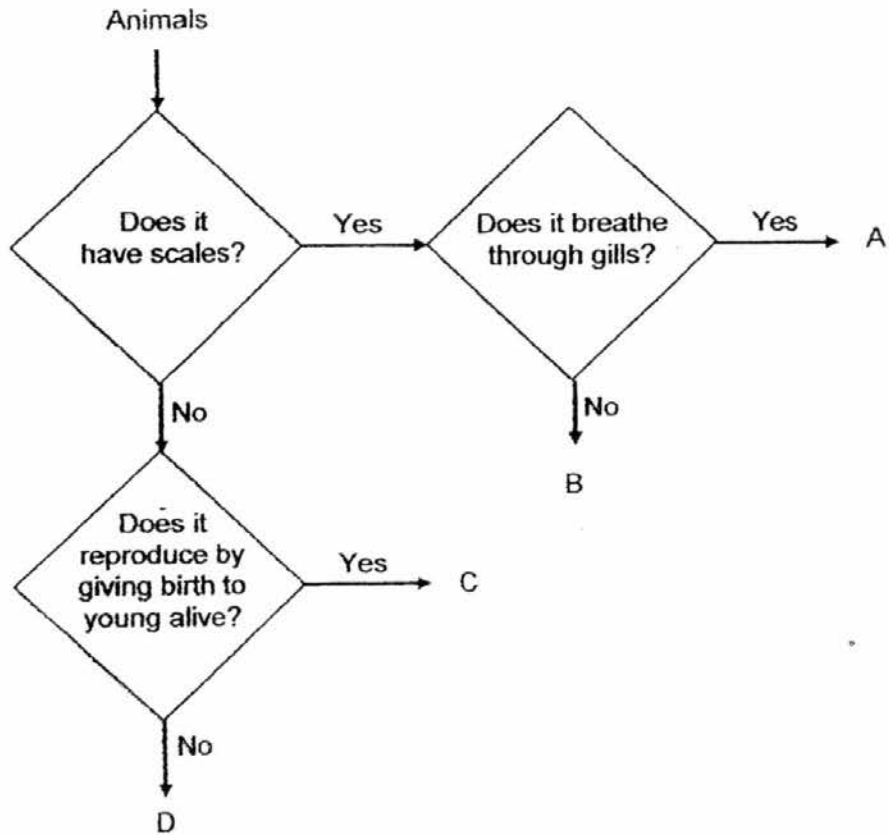 Animals
Does it
have scales?
Yes
Does it breathe
through gills?
Yes
A
No
B
No
Does it
reproduce by
giving birth to
young alive?
Yes
C
No
D